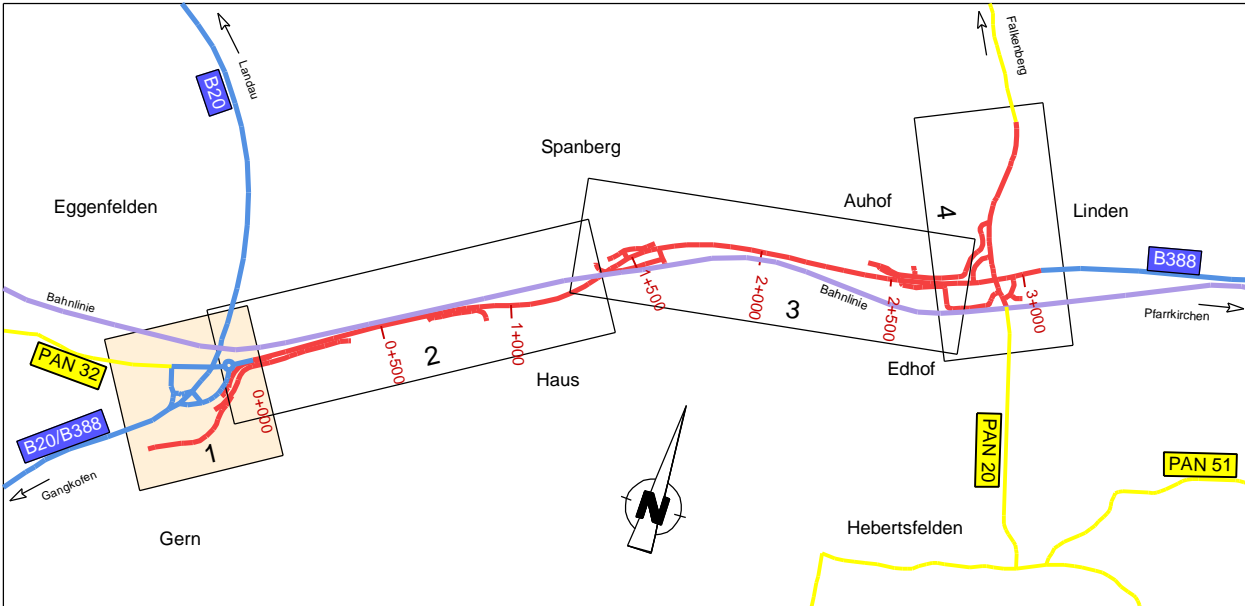 Falkenberg
Landau
B20
Spanberg
Eggenfelden
Auhof
4
Linden
B388
Bahnlinie
1+500
2+000
Bahnlinie
2+500
3+000
3
Pfarrkirchen
PAN 32
0+500
1+000
2
Haus
Edhof
0+000
B20/B388
1
Gangkofen
PAN 20
PAN 51
N
Gern
Hebertsfelden